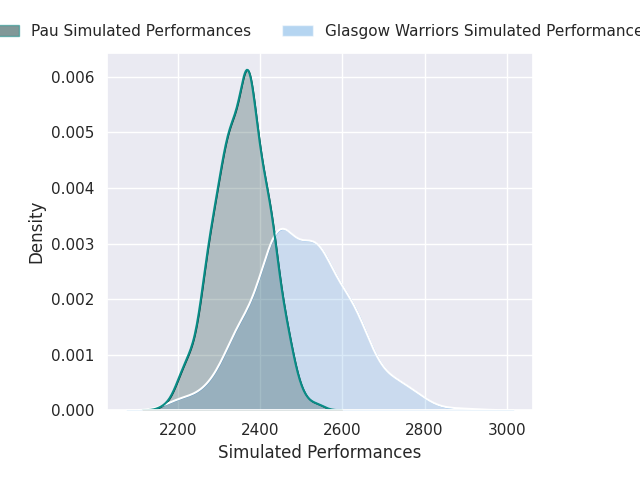 Pau Simulated Performances Glasgow Warriors Simulated Performance
0.006
0.005
0.004
0.003
0.002
0.001
0.000
Density
2200 2400 2600 2800 3000
Simulated Performances